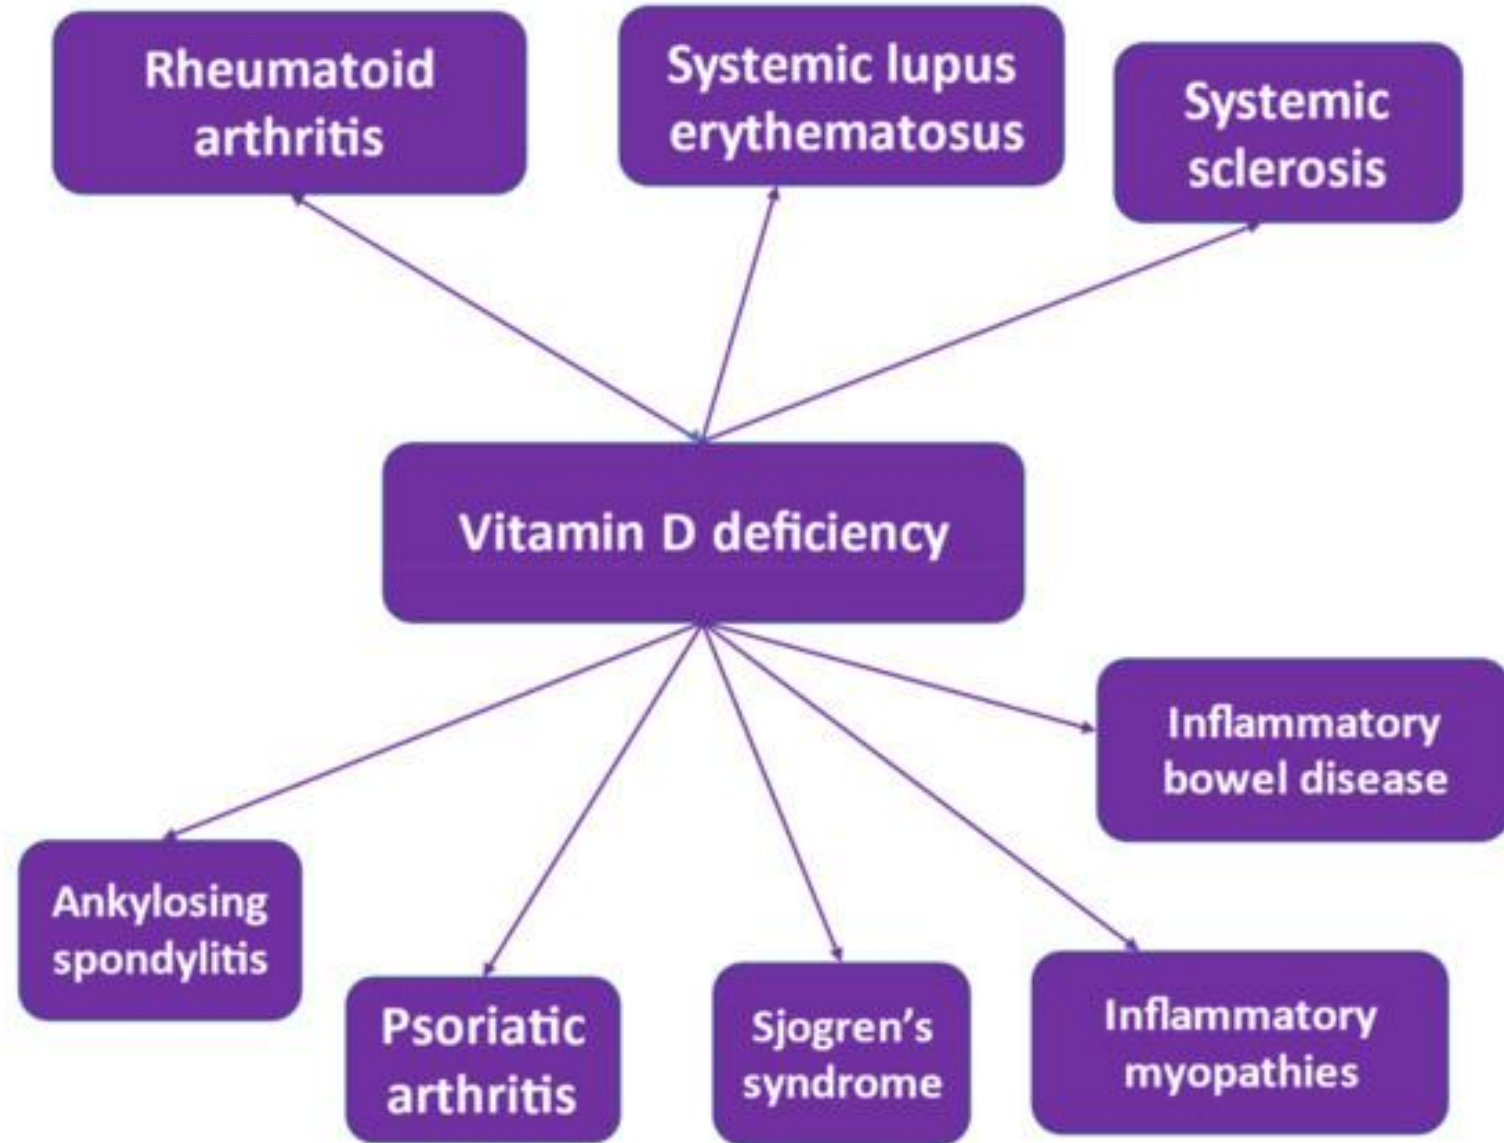 Rheumatoid
arthritis
Systemic lupus
erythematosus
Systemic
sclerosis
Vitamin D deficiency
Inflammatory
bowel disease
Ankylosing
spondylitis
Psoriatic
arthritis
Sjogren’s
syndrome
Inflammatory
myopathies